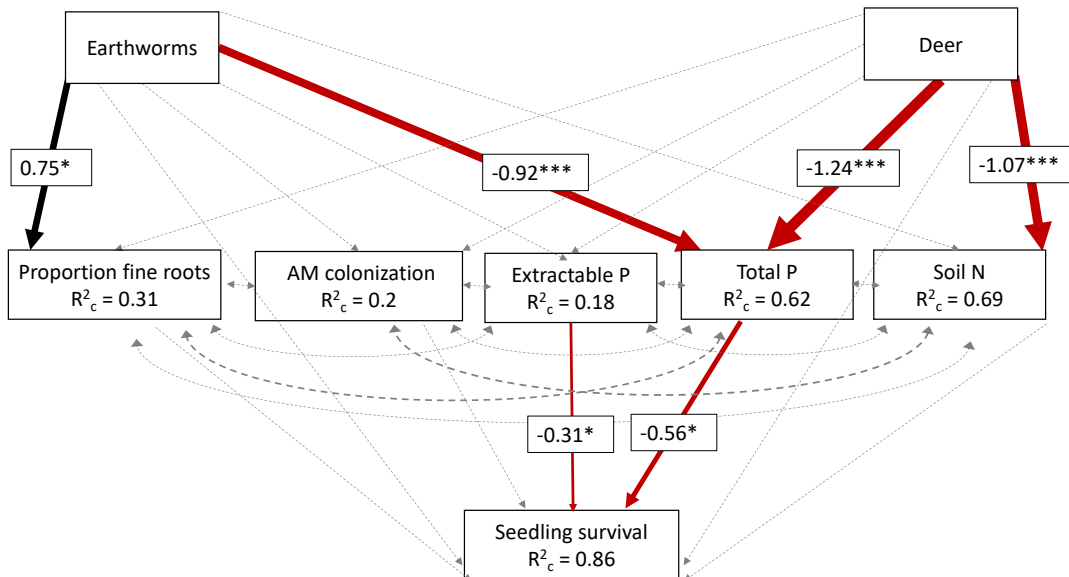 Earthworms
Deer
0.75*
-0.92***
-1.24***
-1.07***
Proportion fine roots
R²c = 0.31
AM colonization
R²c = 0.2
Extractable P
R²c = 0.18
Total P
R²c = 0.62
Soil N
R²c = 0.69
-0.31*
-0.56*
Seedling survival
R²c = 0.86